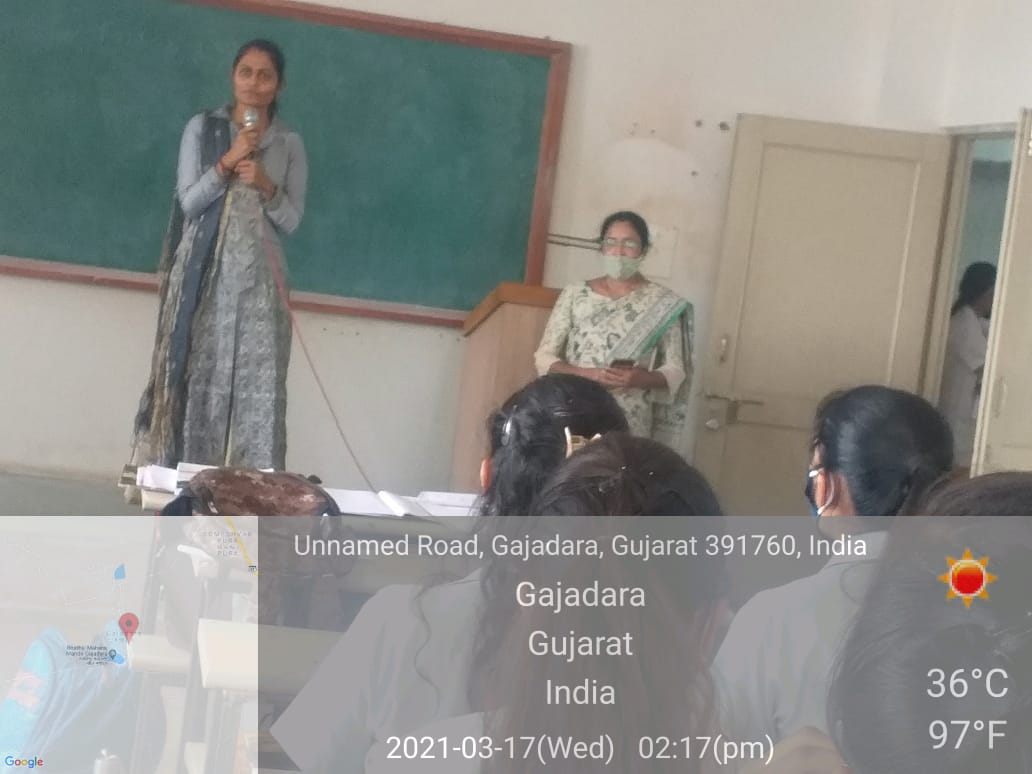 Unnamed Road, Gajadara, Gujarat 391760, India
Gajadara
Gujarat
India
2021-03-17(Wed) 02:17(pm)
36°C
97°F
Google